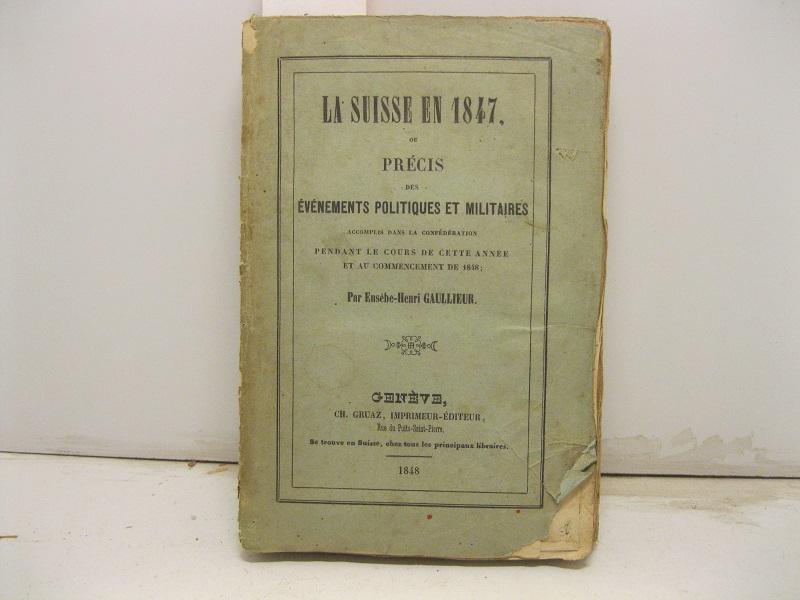 LA SUISSE EN 1847,
OU
PRÉCIS
DES
ÉVÉNEMENTS POLITIQUES ET MILITAIRES
ACCOMPLIS DANS LA CONFÉDÉRATION
PENDANT LE COURS DE CETTE ANNÉE
ET AU COMMENCEMENT DE 1848;
Par Eusèbe-Henri GAULLIEUR.
GENÈVE,
CH. GRUAZ, IMPRIMEUR-ÉDITEUR,
Rue du Puits-Saint-Pierre.
Se trouve en Suisse, chez tous les principaux libraires.
1848